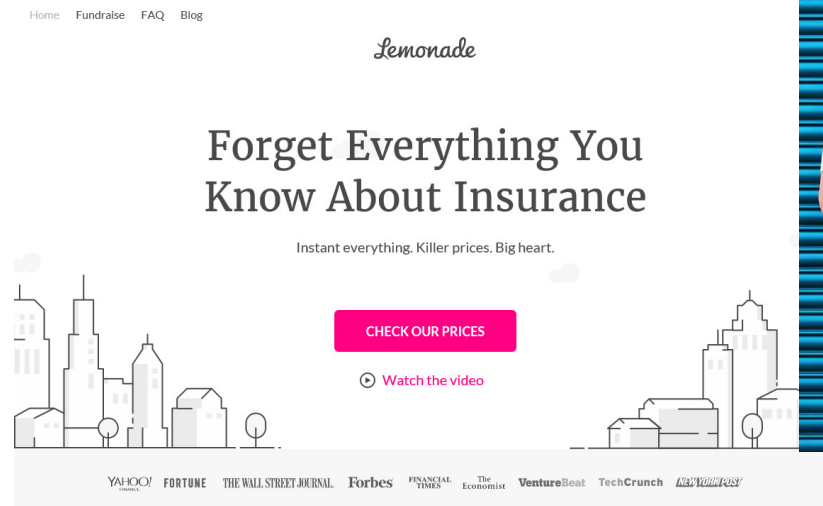 Home Fundraise FAQ Blog
Lemonade
Forget Everything You
Know About Insurance
Instant everything. Killer prices. Big heart.
CHECK OUR PRICES
Watch the video
YAHOO! FINANCE FORTUNE THE WALL STREET JOURNAL. Forbes FINANCIAL TIMES The Economist VentureBeat TechCrunch NEW YORK POST